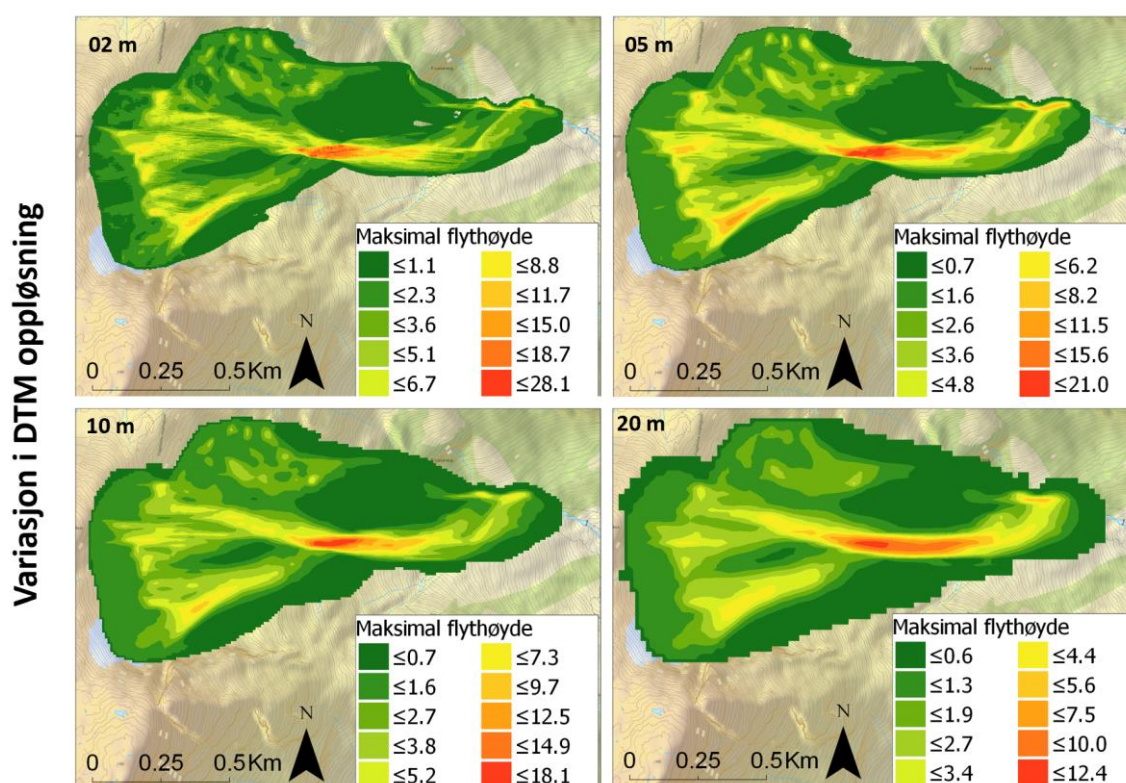 Variasjon i DTM oppløsning
02 m
Maksimal flythøyde
≤1.1 ≤8.8
≤2.3 ≤11.7
≤3.6 ≤15.0
≤5.1 ≤18.7
≤6.7 ≤28.1
N
0 0.25 0.5Km
05 m
Maksimal flythøyde
≤0.7 ≤6.2
≤1.6 ≤8.2
≤2.6 ≤11.5
≤3.6 ≤15.6
≤4.8 ≤21.0
N
0 0.25 0.5Km
10 m
Maksimal flythøyde
≤0.7 ≤7.3
≤1.6 ≤9.7
≤2.7 ≤12.5
≤3.8 ≤14.9
≤5.2 ≤18.1
N
0 0.25 0.5Km
20 m
Maksimal flythøyde
≤0.6 ≤4.4
≤1.3 ≤5.6
≤1.9 ≤7.5
≤2.7 ≤10.0
≤3.4 ≤12.4
N
0 0.25 0.5Km